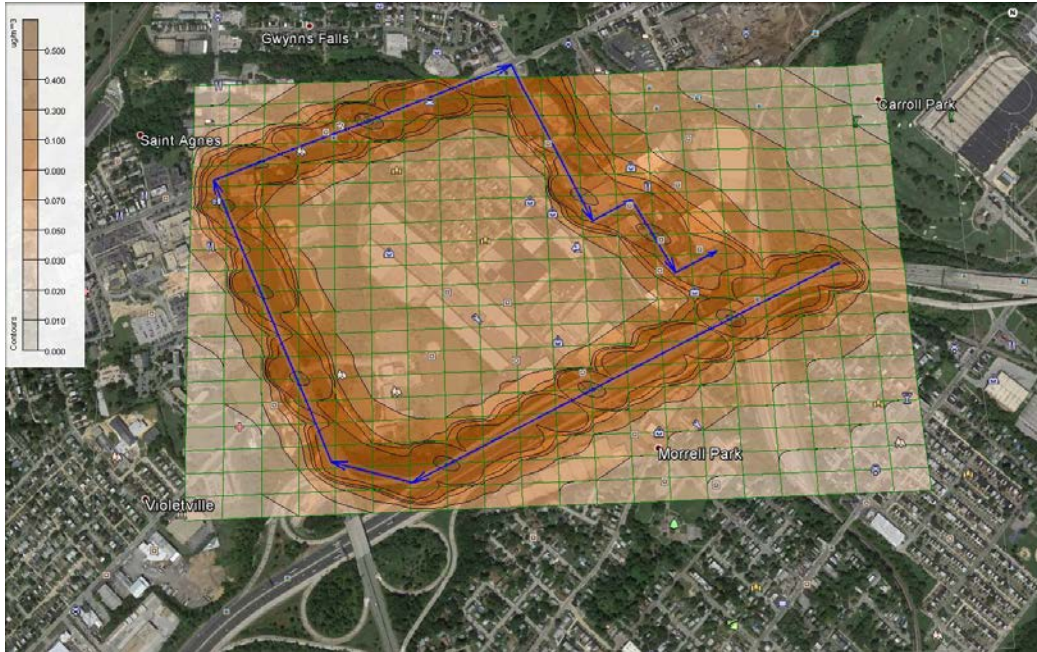 ug/m**3
0.500
0.400
0.300
0.100
0.080
0.070
0.050
0.030
0.020
0.010
0.000
Contours
Gwynns Falls
N
Carroll Park
Saint Agnes
Morrell Park
Violetville